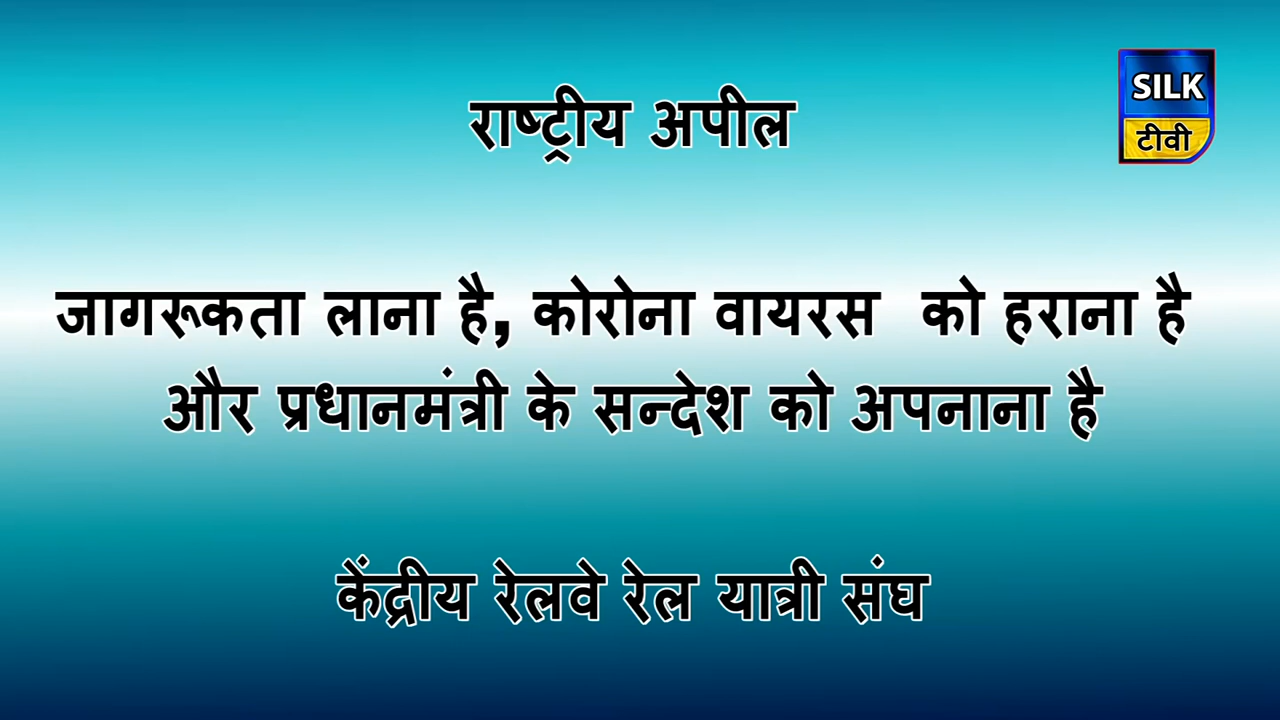 राष्ट्रीय अपील
SILK
टीवी
जागरूकता लाना है, कोरोना वायरस को हराना है
और प्रधानमंत्री के सन्देश को अपनाना है
केंद्रीय रेलवे रेल यात्री संघ